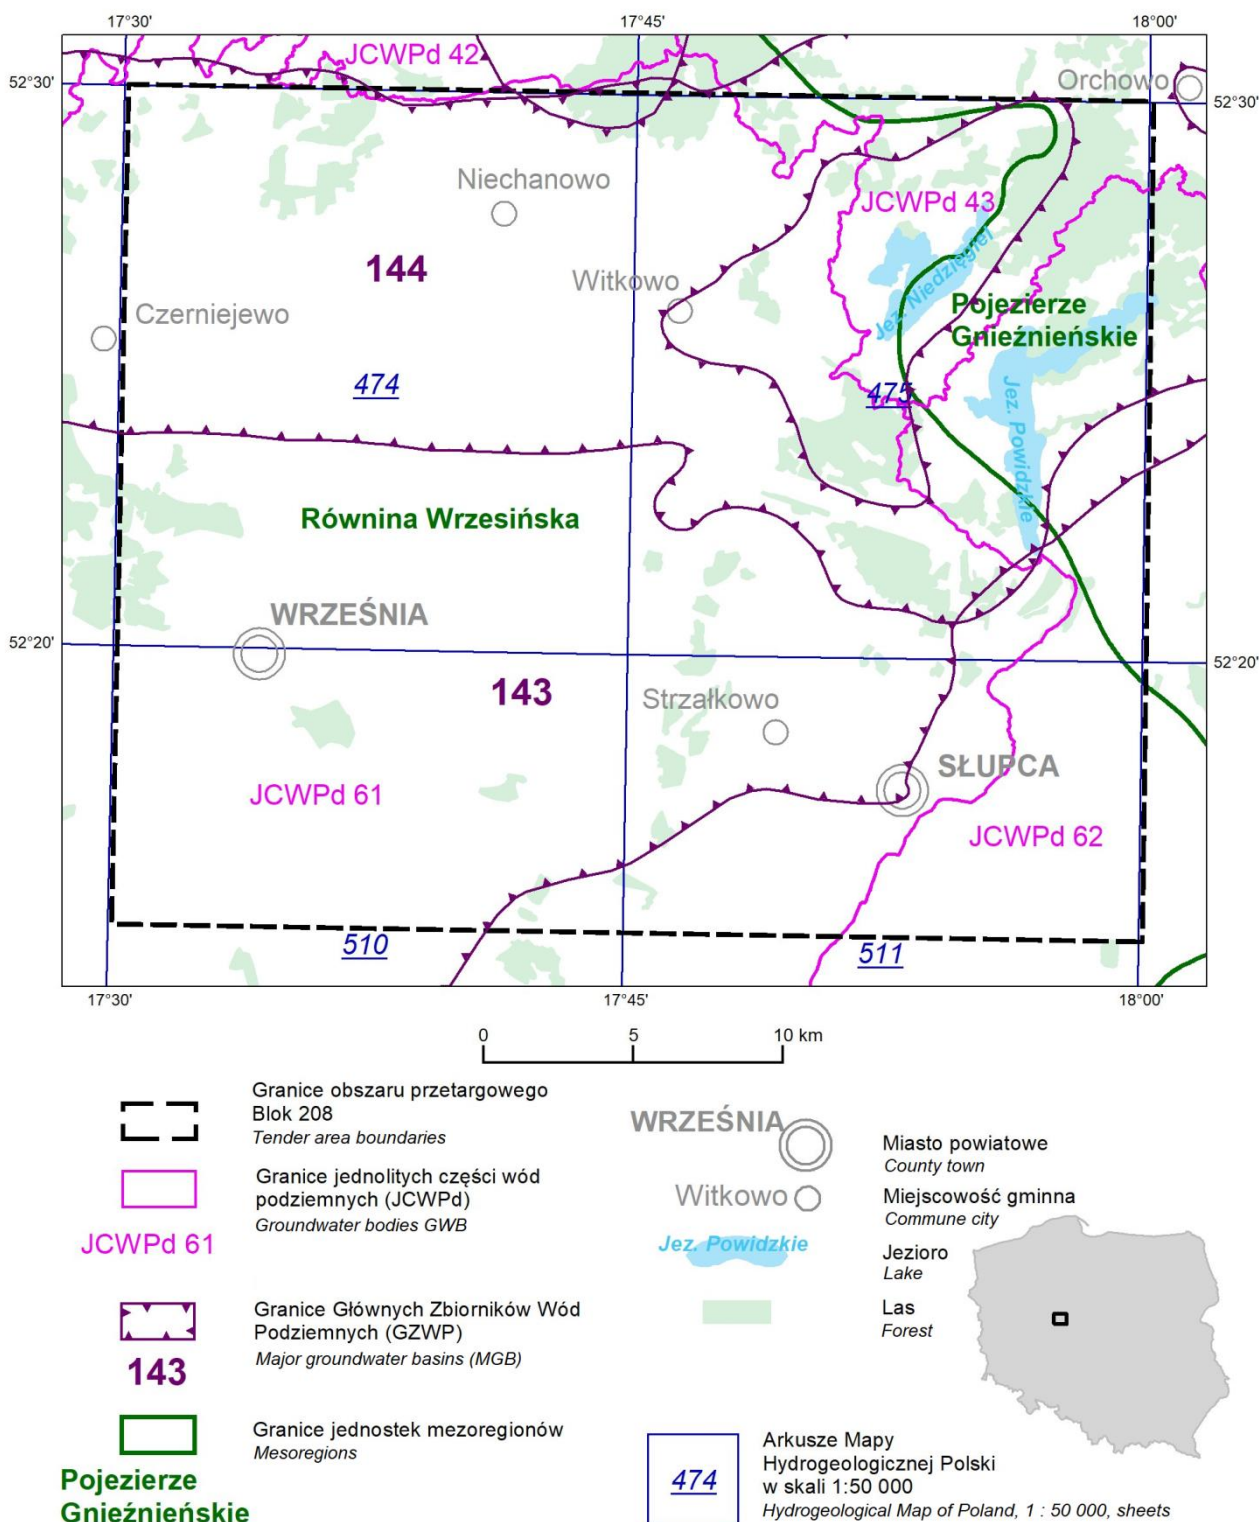 17°30'
17°45'
18°00'
JCWPd 42
Orchowo
52°30'
52°30'
Niechanowo
JCWPd 43
144
Witkowo
Jez. Niedzięgiel
Czerniejewo
Pojezierze
Gnieźnieńskie
474
475
Jez. Powidzkie
Równina Wrzesińska
WRZEŚNIA
52°20'
52°20'
143
Strzałkowo
SŁUPCA
JCWPd 61
JCWPd 62
510
511
17°30'
17°45'
18°00'
0 5 10 km
Granice obszaru przetargowego
Blok 208
Tender area boundaries
Granice jednolitych części wód
podziemnych (JCWPd)
Groundwater bodies GWB
JCWPd 61
Granice Głównych Zbiorników Wód
Podziemnych (GZWP)
Major groundwater basins (MGB)
143
Granice jednostek mezoregionów
Mesoregions
Pojezierze
Gnieźnieńskie
WRZEŚNIA
Miasto powiatowe
County town
Witkowo
Miejscowość gminna
Commune city
Jez. Powidzkie
Jezioro
Lake
Las
Forest
474
Arkusze Mapy
Hydrogeologicznej Polski
w skali 1:50 000
Hydrogeological Map of Poland, 1 : 50 000, sheets